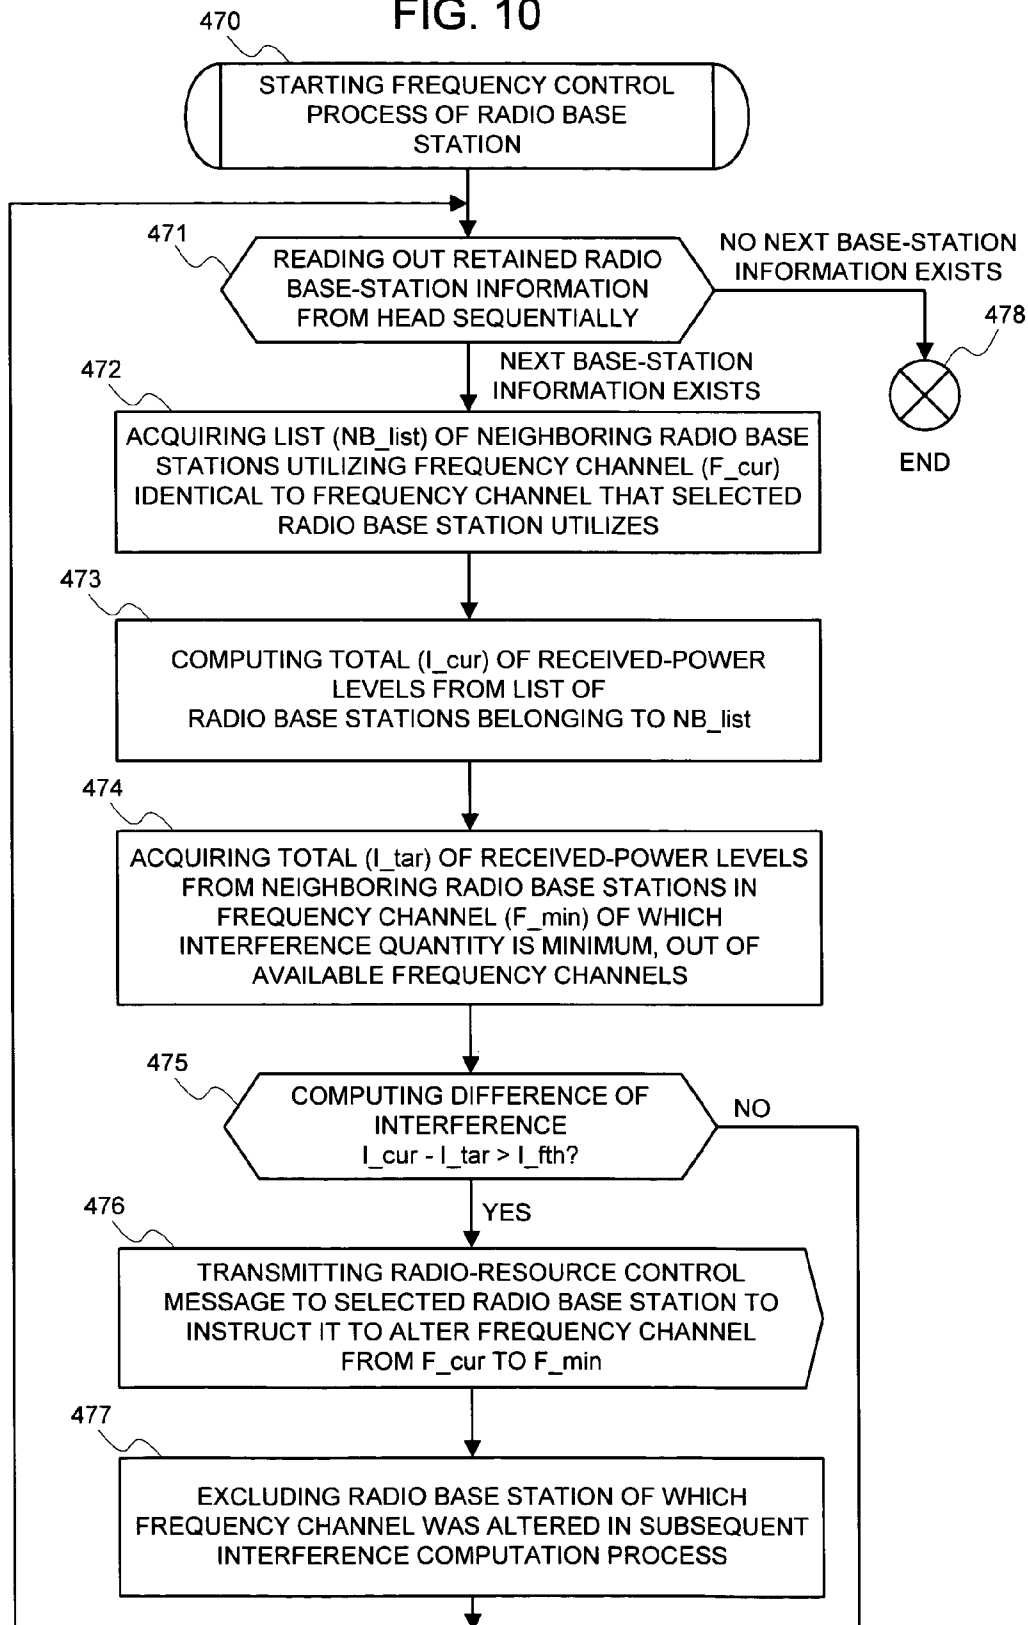 FIG. 10
470
STARTING FREQUENCY CONTROL
PROCESS OF RADIO BASE
STATION
471
READING OUT RETAINED RADIO
BASE-STATION INFORMATION
FROM HEAD SEQUENTIALLY
NO NEXT BASE-STATION
INFORMATION EXISTS
478
END
NEXT BASE-STATION
INFORMATION EXISTS
472
ACQUIRING LIST (NB_list) OF NEIGHBORING RADIO BASE
STATIONS UTILIZING FREQUENCY CHANNEL (F_cur)
IDENTICAL TO FREQUENCY CHANNEL THAT SELECTED
RADIO BASE STATION UTILIZES
473
COMPUTING TOTAL (I_cur) OF RECEIVED-POWER
LEVELS FROM LIST OF
RADIO BASE STATIONS BELONGING TO NB_list
474
ACQUIRING TOTAL (I_tar) OF RECEIVED-POWER LEVELS
FROM NEIGHBORING RADIO BASE STATIONS IN
FREQUENCY CHANNEL (F_min) OF WHICH
INTERFERENCE QUANTITY IS MINIMUM, OUT OF
AVAILABLE FREQUENCY CHANNELS
475
COMPUTING DIFFERENCE OF
INTERFERENCE
I_cur - I_tar > I_fth?
NO
YES
476
TRANSMITTING RADIO-RESOURCE CONTROL
MESSAGE TO SELECTED RADIO BASE STATION TO
INSTRUCT IT TO ALTER FREQUENCY CHANNEL
FROM F_cur TO F_min
477
EXCLUDING RADIO BASE STATION OF WHICH
FREQUENCY CHANNEL WAS ALTERED IN SUBSEQUENT
INTERFERENCE COMPUTATION PROCESS